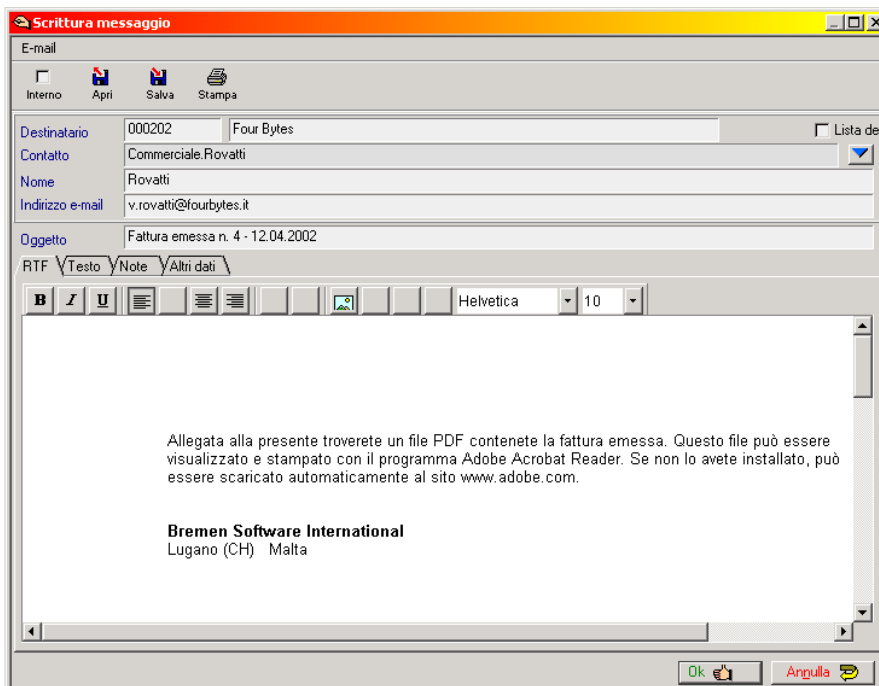 Scrittura messaggio
E-mail
Interno Apri Salva Stampa
Destinatario 000202 Four Bytes Lista de
Contatto Commerciale.Rovatti
Nome Rovatti
Indirizzo e-mail v.rovatti@fourbytes.it
Oggetto Fattura emessa n. 4 - 12.04.2002
RTF Testo Note Altri dati
B I U Helvetica 10
Allegata alla presente troverete un file PDF contenete la fattura emessa. Questo file può essere
visualizzato e stampato con il programma Adobe Acrobat Reader. Se non lo avete installato, può
essere scaricato automaticamente al sito www.adobe.com.
Bremen Software International
Lugano (CH) Malta
Ok Annulla